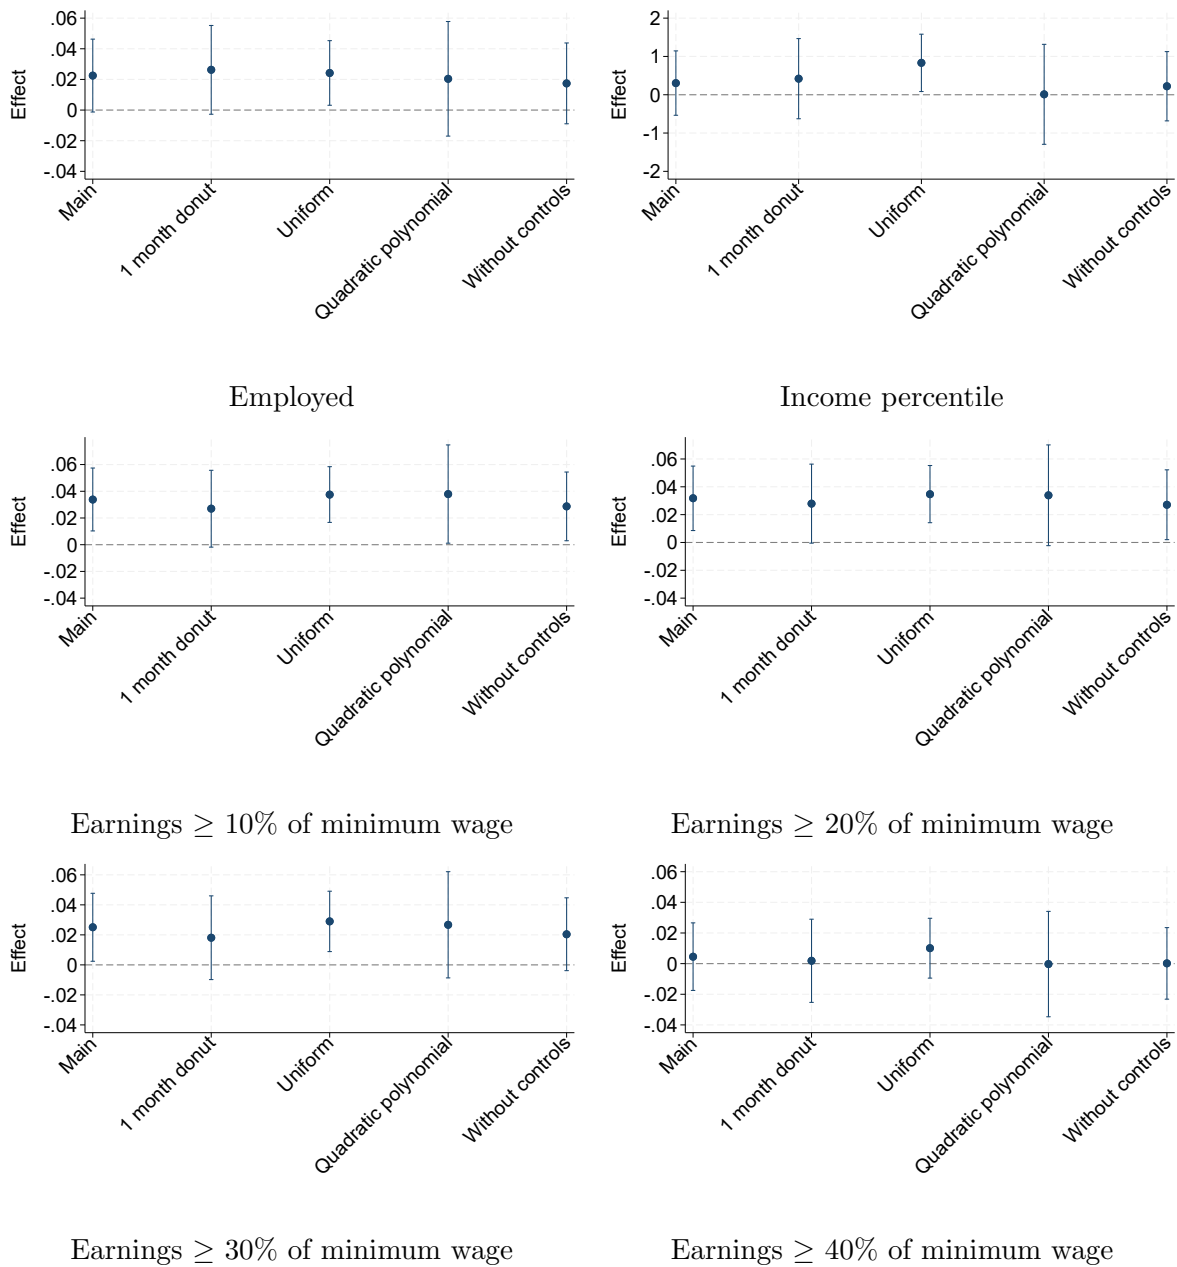 Effect
.06
.04
.02
0
-.02
-.04
Main
1 month donut
Uniform
Quadratic polynomial
Without controls
Employed
2
1
0
-1
-2
Main
1 month donut
Uniform
Quadratic polynomial
Without controls
Income percentile
Effect
.06
.04
.02
0
-.02
-.04
Main
1 month donut
Uniform
Quadratic polynomial
Without controls
Earnings ≥ 10% of minimum wage
Effect
.06
.04
.02
0
-.02
-.04
Main
1 month donut
Uniform
Quadratic polynomial
Without controls
Earnings ≥ 20% of minimum wage
Effect
.06
.04
.02
0
-.02
-.04
Main
1 month donut
Uniform
Quadratic polynomial
Without controls
Earnings ≥ 30% of minimum wage
Effect
.06
.04
.02
0
-.02
-.04
Main
1 month donut
Uniform
Quadratic polynomial
Without controls
Earnings ≥ 40% of minimum wage
Effect